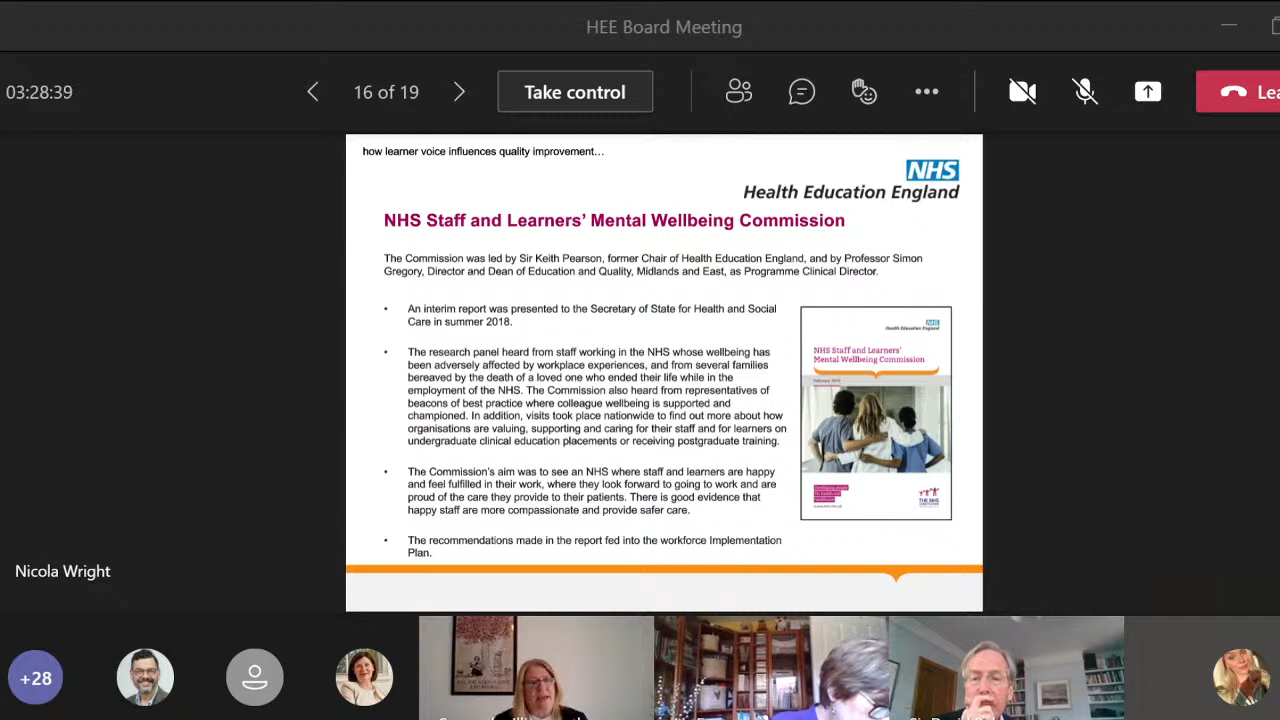 HEE Board Meeting
03:28:39
16 of 19
Take control
Lea
how learner voice influences quality improvement...
NHS
Health Education England
NHS Staff and Learners' Mental Wellbeing Commission
The Commission was led by Sir Keith Pearson, former Chair of Health Education England, and by Professor Simon
Gregory, Director and Dean of Education and Quality, Midlands and East, as Programme Clinical Director.
• An interim report was presented to the Secretary of State for Health and Social
Care in summer 2018.
• The research panel heard from staff working in the NHS whose wellbeing has
been adversely affected by workplace experiences, and from several families
bereaved by the death of a loved one who ended their life while in the
employment of the NHS. The Commission also heard from representatives of
beacons of best practice where colleague wellbeing is supported and
championed. In addition, visits took place nationwide to find out more about how
organisations are valuing, supporting and caring for their staff and for learners on
undergraduate clinical education placements or receiving postgraduate training.
• The Commission's aim was to see an NHS where staff and learners are happy
and feel fulfilled in their work, where they look forward to going to work and are
proud of the care they provide to their patients. There is good evidence that
happy staff are more compassionate and provide safer care.
• The recommendations made in the report fed into the workforce Implementation
Plan.
NHS
Health Education England
NHS Staff and Learners'
Mental Wellbeing Commission
Nicola Wright
+28